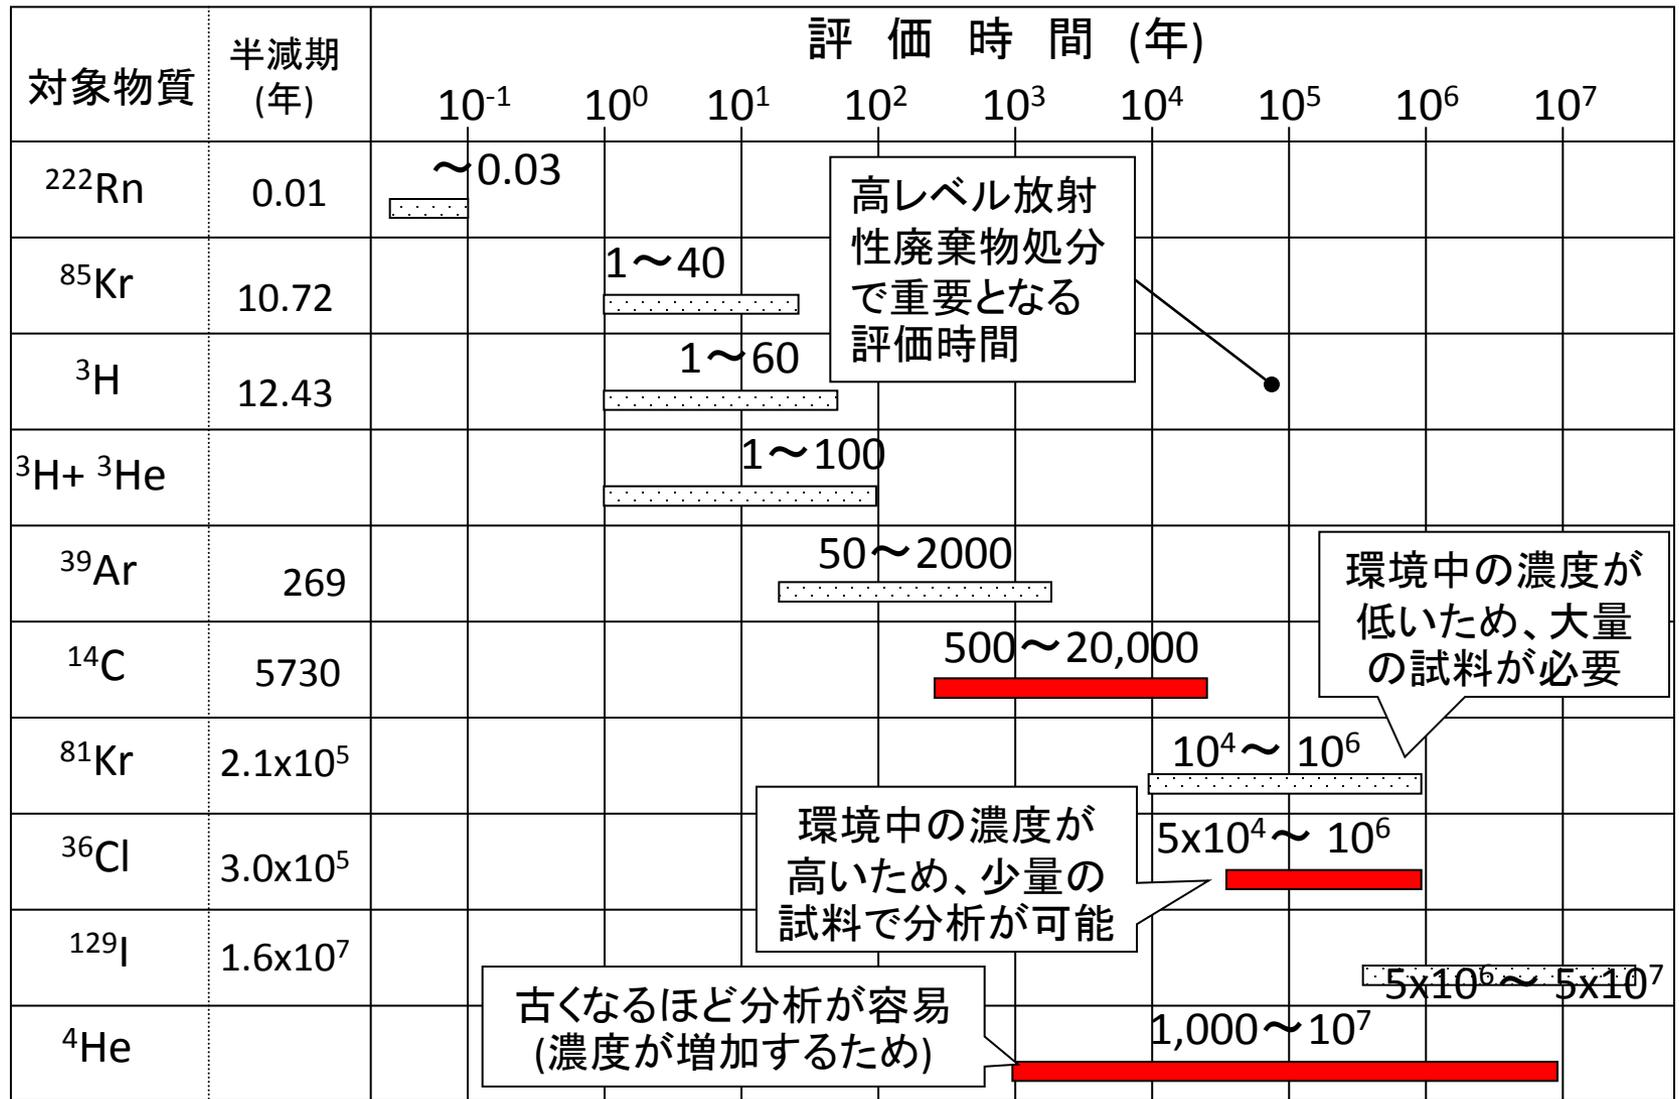 対象物質
半減期
(年)
評 価 時 間 (年)
10⁻¹ 10⁰ 10¹ 10² 10³ 10⁴ 10⁵ 10⁶ 10⁷
²²²Rn 0.01 ～0.03
高レベル放射
性廃棄物処分
で重要となる
評価時間
⁸⁵Kr 10.72 1～40
³H 12.43 1～60
³H+ ³He 1～100
³⁹Ar 269 50～2000
環境中の濃度が
低いため、大量
の試料が必要
¹⁴C 5730 500～20,000
⁸¹Kr 2.1x10⁵ 10⁴～ 10⁶
環境中の濃度が
高いため、少量の
試料で分析が可能
³⁶Cl 3.0x10⁵ 5x10⁴～ 10⁶
¹²⁹I 1.6x10⁷ 5x10⁶～ 5x10⁷
古くなるほど分析が容易
(濃度が増加するため)
⁴He 1,000～10⁷